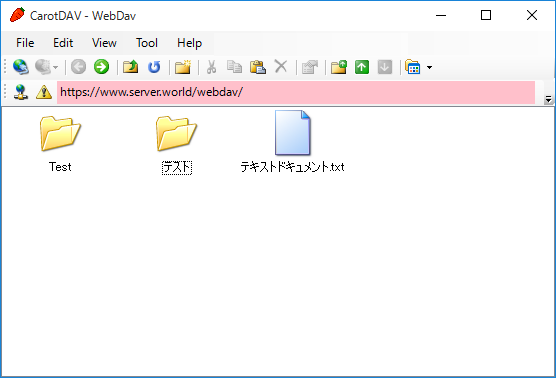 CarotDAV - WebDav
File Edit View Tool Help
https://www.server.world/webdav/
Test テスト テキストドキュメント.txt